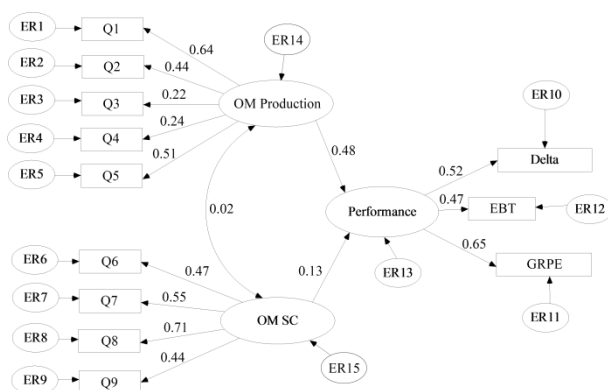 ER1 Q1
ER2 Q2
ER3 Q3
ER4 Q4
ER5 Q5
0.64
0.44
0.22
0.24
0.51
ER14
OM Production
0.48
0.02
ER10
Delta
0.52
0.47
EBT
ER12
Performance
0.65
GRPE
ER11
ER13
0.13
ER6 Q6
ER7 Q7
ER8 Q8
ER9 Q9
0.47
0.55
0.71
0.44
OM SC
ER15